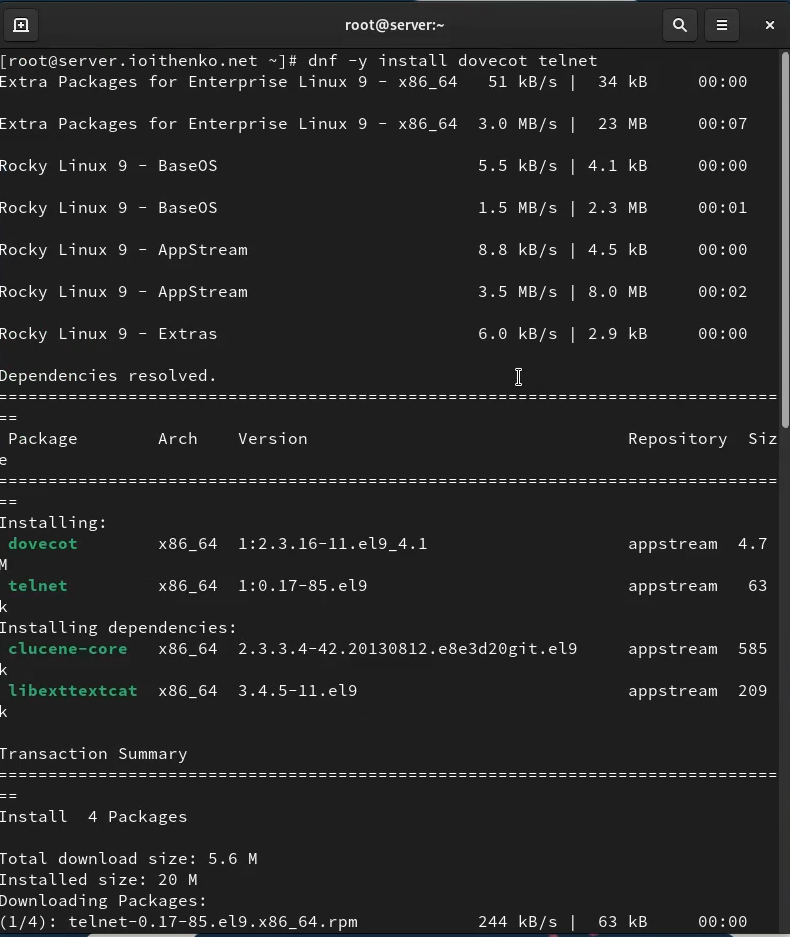 root@server:~
[root@server.ioithenko.net ~]# dnf -y install dovecot telnet
Extra Packages for Enterprise Linux 9 - x86_64   51 kB/s |  34 kB     00:00
Extra Packages for Enterprise Linux 9 - x86_64  3.0 MB/s |  23 MB     00:07
Rocky Linux 9 - BaseOS                          5.5 kB/s | 4.1 kB     00:00
Rocky Linux 9 - BaseOS                          1.5 MB/s | 2.3 MB     00:01
Rocky Linux 9 - AppStream                       8.8 kB/s | 4.5 kB     00:00
Rocky Linux 9 - AppStream                       3.5 MB/s | 8.0 MB     00:02
Rocky Linux 9 - Extras                          6.0 kB/s | 2.9 kB     00:00
Dependencies resolved.
==============================================================================
==
 Package        Arch    Version                                Repository  Siz
e
==============================================================================
==
Installing:
 dovecot        x86_64  1:2.3.16-11.el9_4.1                    appstream  4.7
M
 telnet         x86_64  1:0.17-85.el9                          appstream   63
k
Installing dependencies:
 clucene-core   x86_64  2.3.3.4-42.20130812.e8e3d20git.el9     appstream  585
k
 libexttextcat  x86_64  3.4.5-11.el9                           appstream  209
k
Transaction Summary
==============================================================================
==
Install  4 Packages
Total download size: 5.6 M
Installed size: 20 M
Downloading Packages:
(1/4): telnet-0.17-85.el9.x86_64.rpm            244 kB/s |  63 kB     00:00